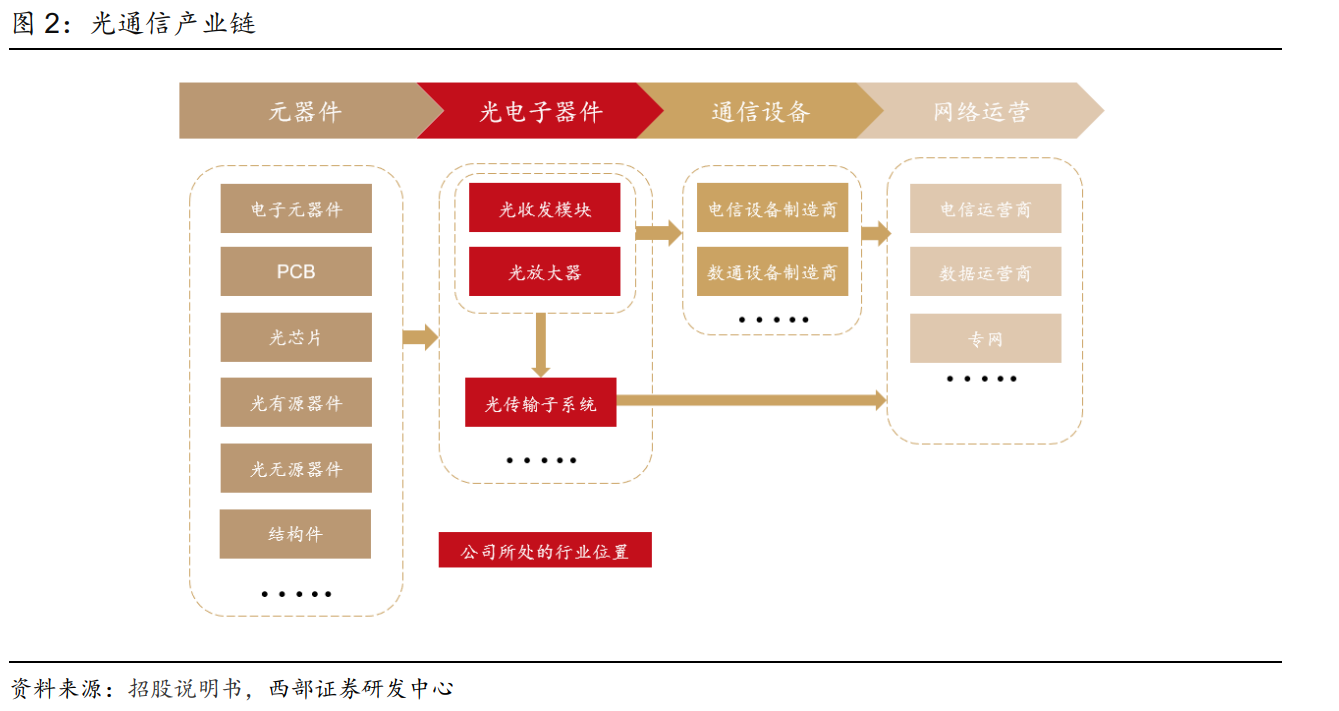 图 2：光通信产业链
元器件
光电子器件
通信设备
网络运营
电子元器件
PCB
光芯片
光有源器件
光无源器件
结构件
• • • • •
光收发模块
光放大器
光传输子系统
• • • • •
电信设备制造商
数通设备制造商
• • • • •
电信运营商
数据运营商
专网
• • • • •
公司所处的行业位置
资料来源：招股说明书，西部证券研发中心